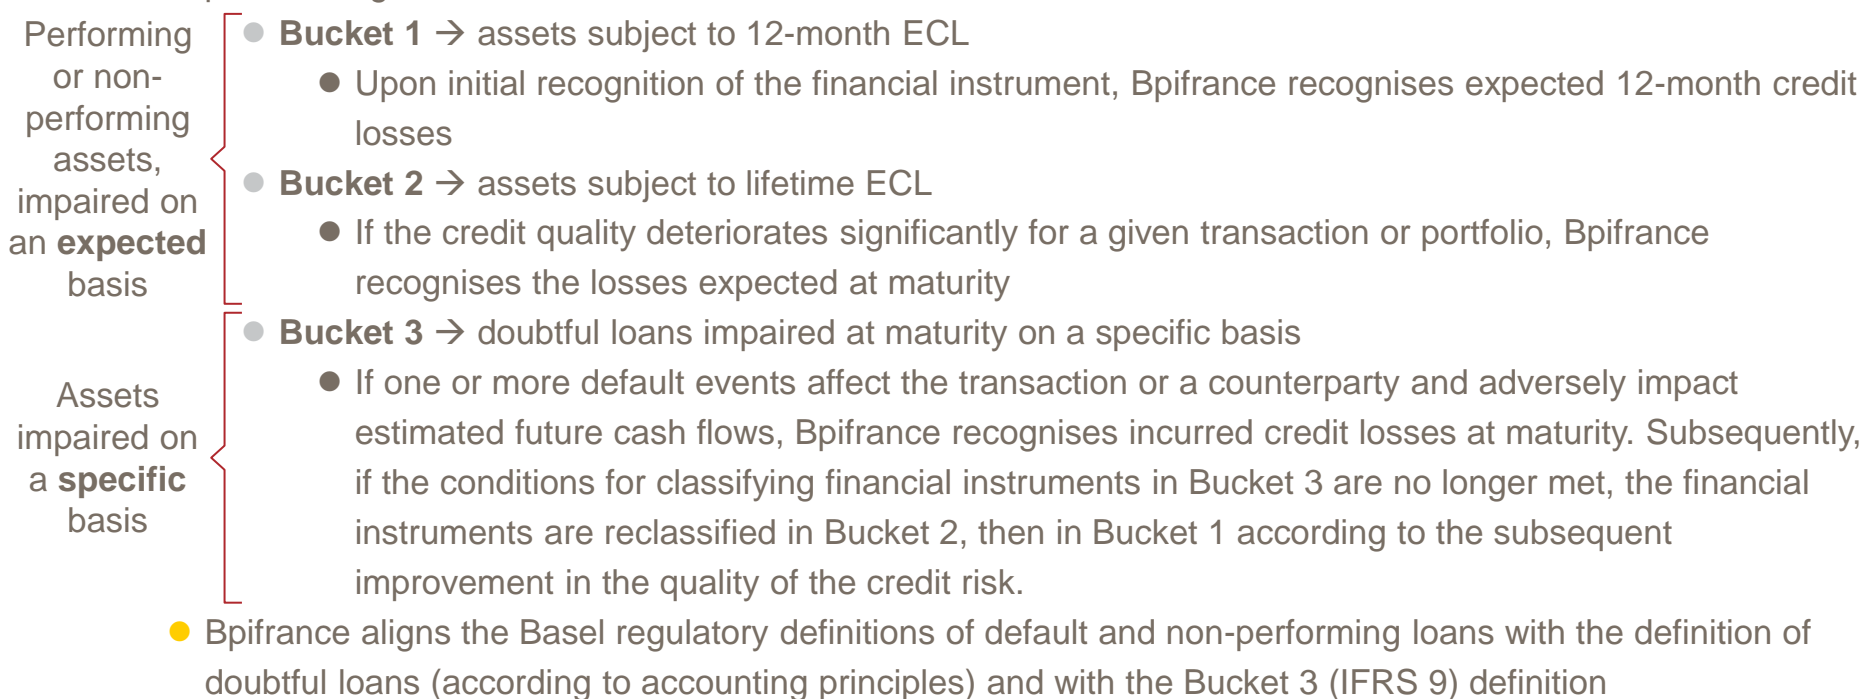 Performing
or non-
performing
assets,
impaired on
an expected
basis
Bucket 1 → assets subject to 12-month ECL
Upon initial recognition of the financial instrument, Bpifrance recognises expected 12-month credit
losses
Bucket 2 → assets subject to lifetime ECL
If the credit quality deteriorates significantly for a given transaction or portfolio, Bpifrance
recognises the losses expected at maturity
Assets
impaired on
a specific
basis
Bucket 3 → doubtful loans impaired at maturity on a specific basis
If one or more default events affect the transaction or a counterparty and adversely impact
estimated future cash flows, Bpifrance recognises incurred credit losses at maturity. Subsequently,
if the conditions for classifying financial instruments in Bucket 3 are no longer met, the financial
instruments are reclassified in Bucket 2, then in Bucket 1 according to the subsequent
improvement in the quality of the credit risk.
Bpifrance aligns the Basel regulatory definitions of default and non-performing loans with the definition of
doubtful loans (according to accounting principles) and with the Bucket 3 (IFRS 9) definition